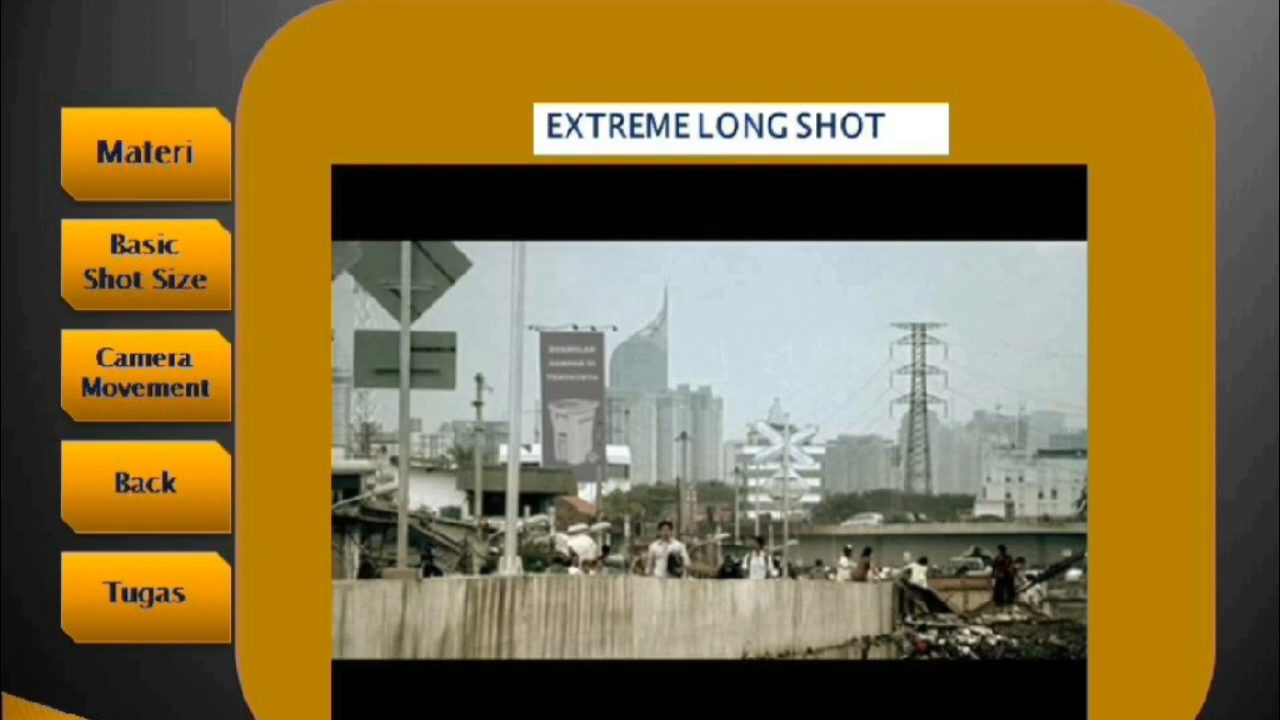 EXTREME LONG SHOT
Materi
Basic
Shot Size
Camera
Movement
Back
Tugas